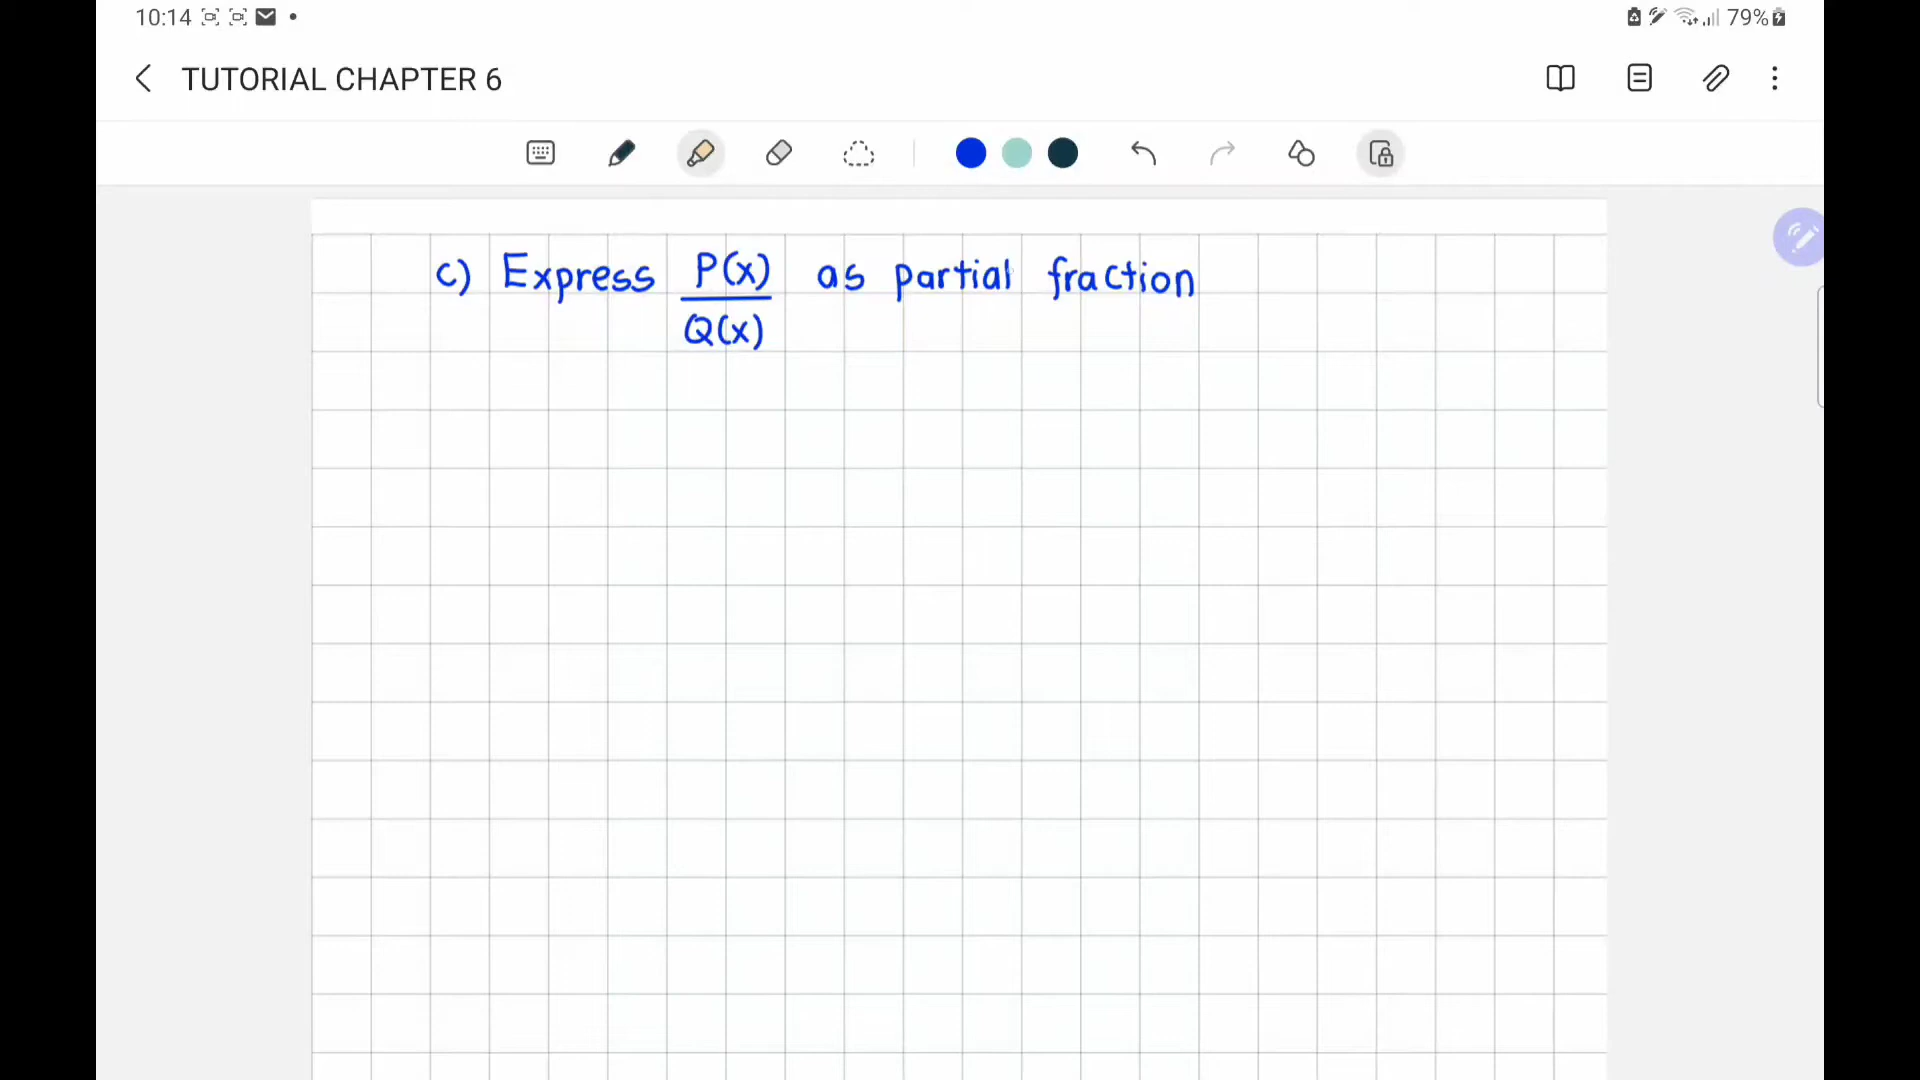 10:14 79%
TUTORIAL CHAPTER 6
c) Express P(x) as partial fraction
Q(x)